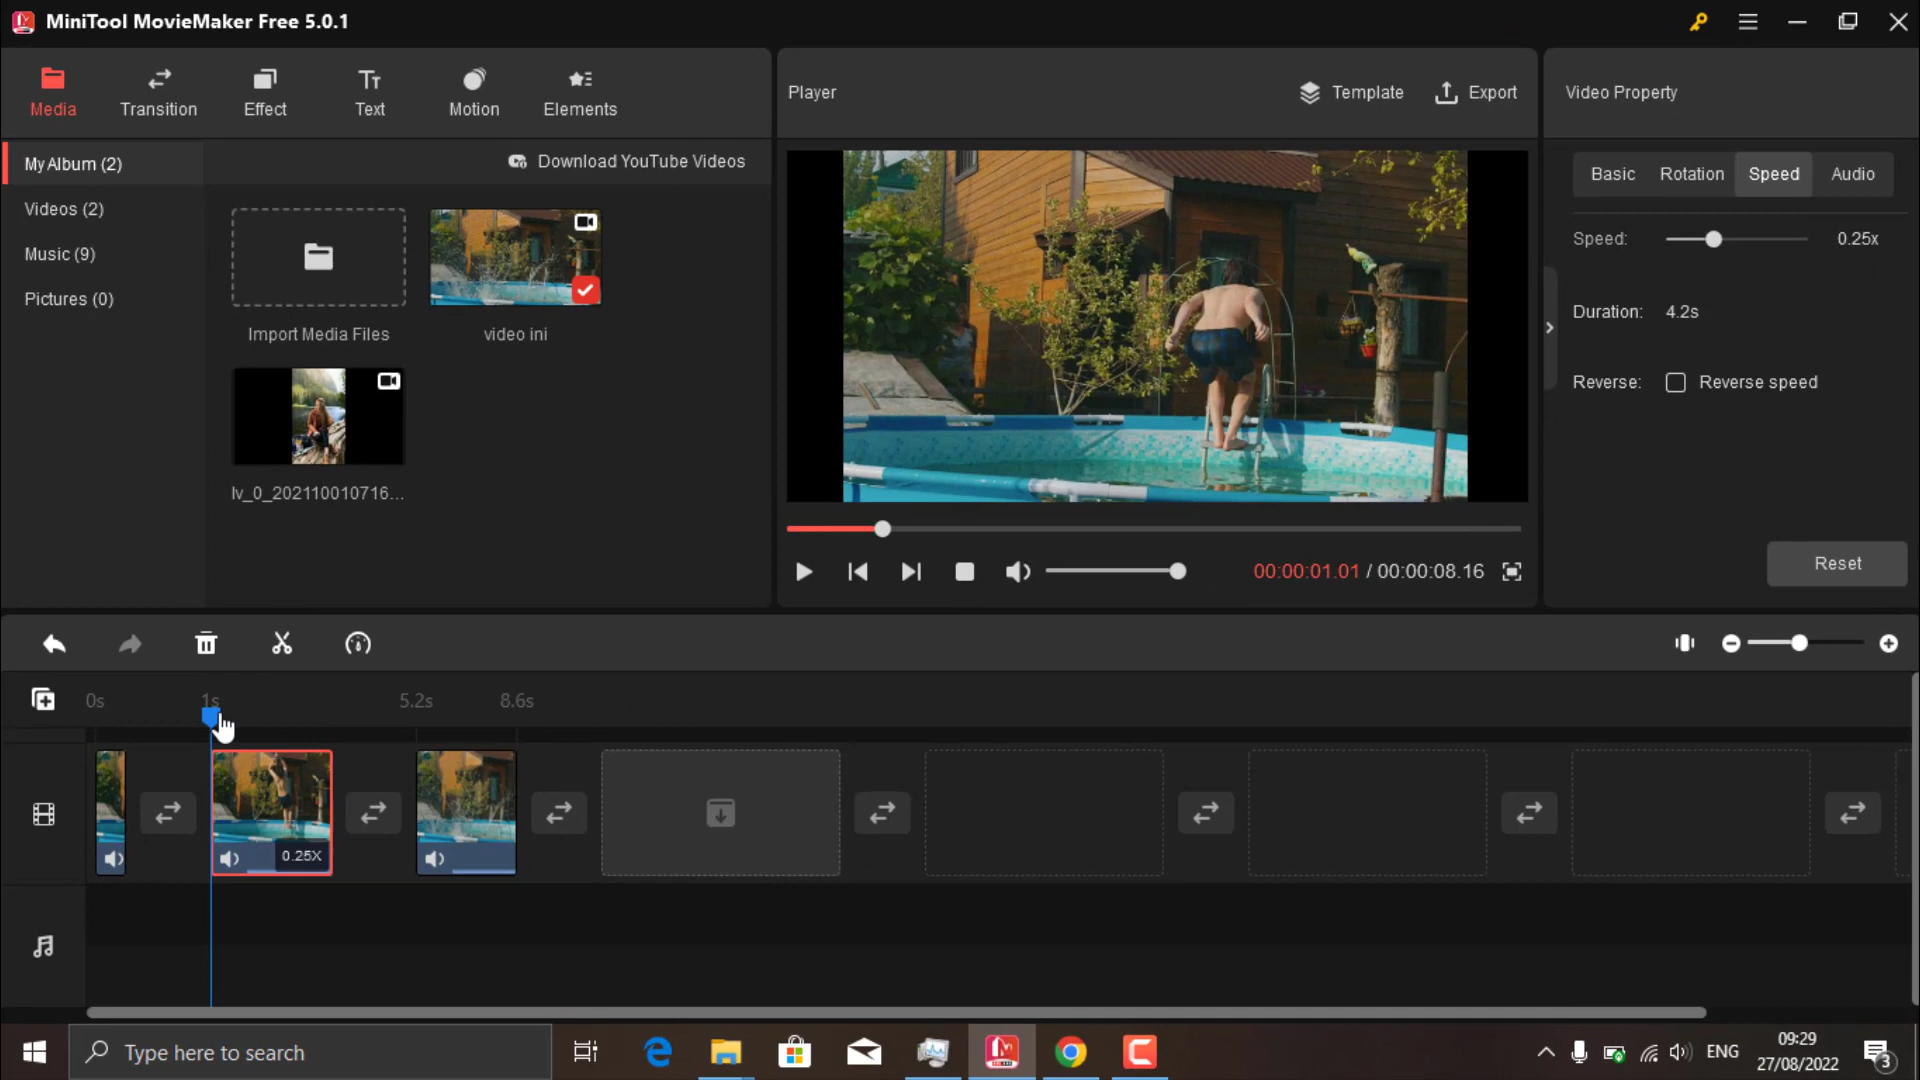 MiniTool MovieMaker Free 5.0.1
Media
Transition
Effect
Text
Motion
Elements
Player
Template
Export
Video Property
My Album (2)
Download YouTube Videos
Videos (2)
Music (9)
Pictures (0)
Import Media Files
video ini
lv_0_202110010716...
Basic
Rotation
Speed
Audio
Speed:
0.25x
Duration:
4.2s
Reverse:
Reverse speed
Reset
00:00:01.01 / 00:00:08.16
0s
1s
5.2s
8.6s
0.25X
Type here to search
ENG
09:29
27/08/2022
3